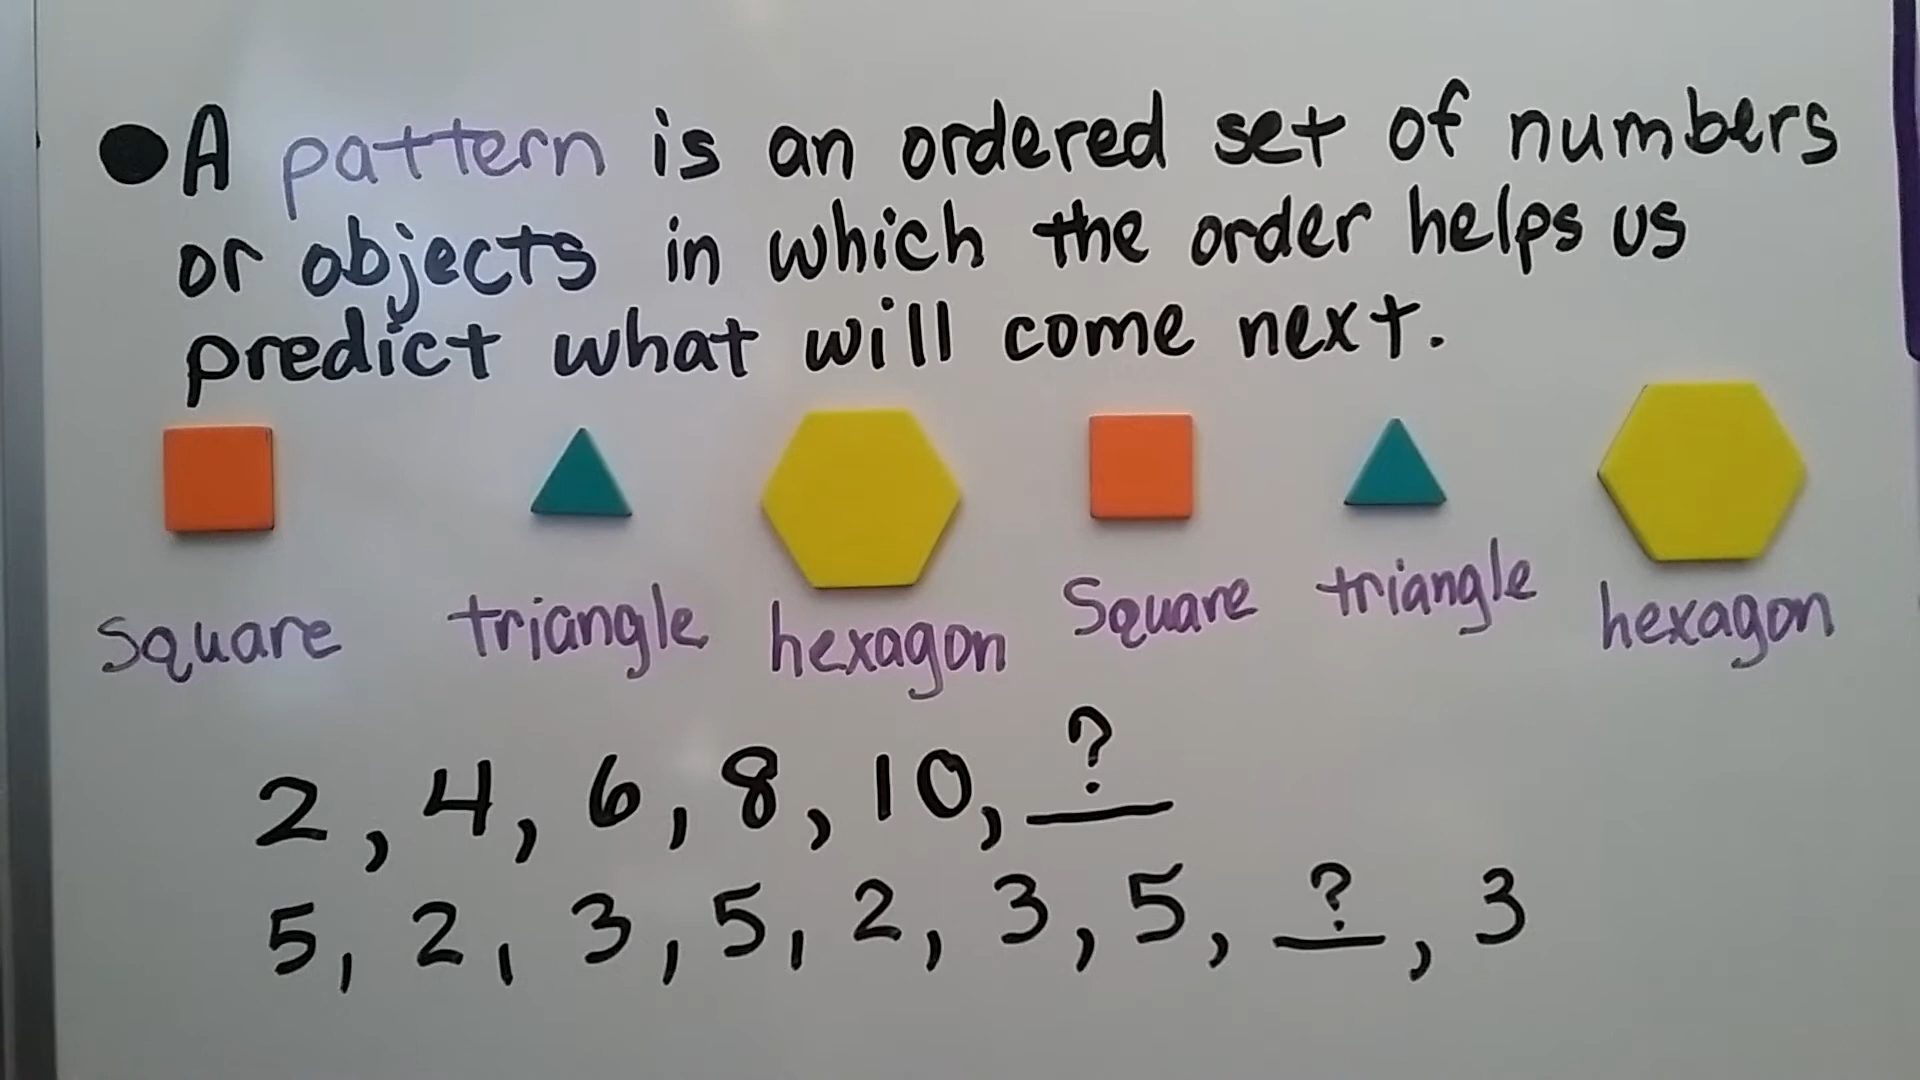 ● A pattern is an ordered set of numbers
or objects in which the order helps us
predict what will come next.
square triangle hexagon Square triangle hexagon
2, 4, 6, 8, 10, ?
5, 2, 3, 5, 2, 3, 5, ?, 3